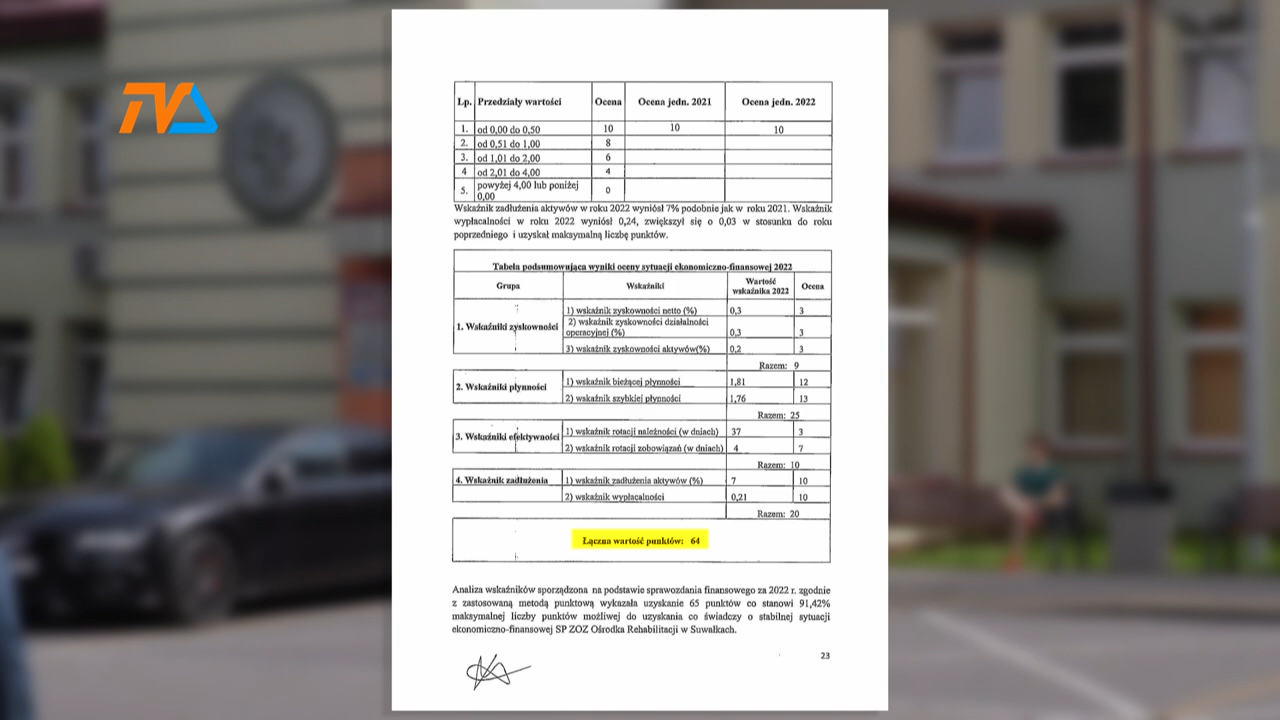 TVA
Lp. Przedziały wartości Ocena Ocena jedn. 2021 Ocena jedn. 2022
1. od 0,00 do 0,50 10 10 10
2. od 0,51 do 1,00 8
3. od 1,01 do 2,00 6
4 od 2,01 do 4,00 4
5. powyżej 4,00 lub poniżej 0
0,00
Wskaźnik zadłużenia aktywów w roku 2022 wyniósł 7% podobnie jak w roku 2021. Wskaźnik
wypłacalności w roku 2022 wyniósł 0,24, zwiększył się o 0,03 w stosunku do roku
poprzedniego i uzyskał maksymalną liczbę punktów.
Tabela podsumowująca wyniki oceny sytuacji ekonomiczno-finansowej 2022
Grupa Wskaźniki Wartość wskaźnika 2022 Ocena
1. Wskaźniki zyskowności
1) wskaźnik zyskowności netto (%) 0,3 3
2) wskaźnik zyskowności działalności
operacyjnej (%) 0,3 3
3) wskaźnik zyskowności aktywów(%) 0,2 3
Razem: 9
2. Wskaźniki płynności
1) wskaźnik bieżącej płynności 1,81 12
2) wskaźnik szybkiej płynności 1,76 13
Razem: 25
3. Wskaźniki efektywności
1) wskaźnik rotacji należności (w dniach) 37 3
2) wskaźnik rotacji zobowiązań (w dniach) 4 7
Razem: 10
4. Wskaźnik zadłużenia 1) wskaźnik zadłużenia aktywów (%) 7 10
2) wskaźnik wypłacalności 0,21 10
Razem: 20
Łączna wartość punktów: 64
Analiza wskaźników sporządzona na podstawie sprawozdania finansowego za 2022 r. zgodnie
z zastosowaną metodą punktową wykazała uzyskanie 65 punktów co stanowi 91,42%
maksymalnej liczby punktów możliwej do uzyskania co świadczy o stabilnej sytuacji
ekonomiczno-finansowej SP ZOZ Ośrodka Rehabilitacji w Suwałkach.
23